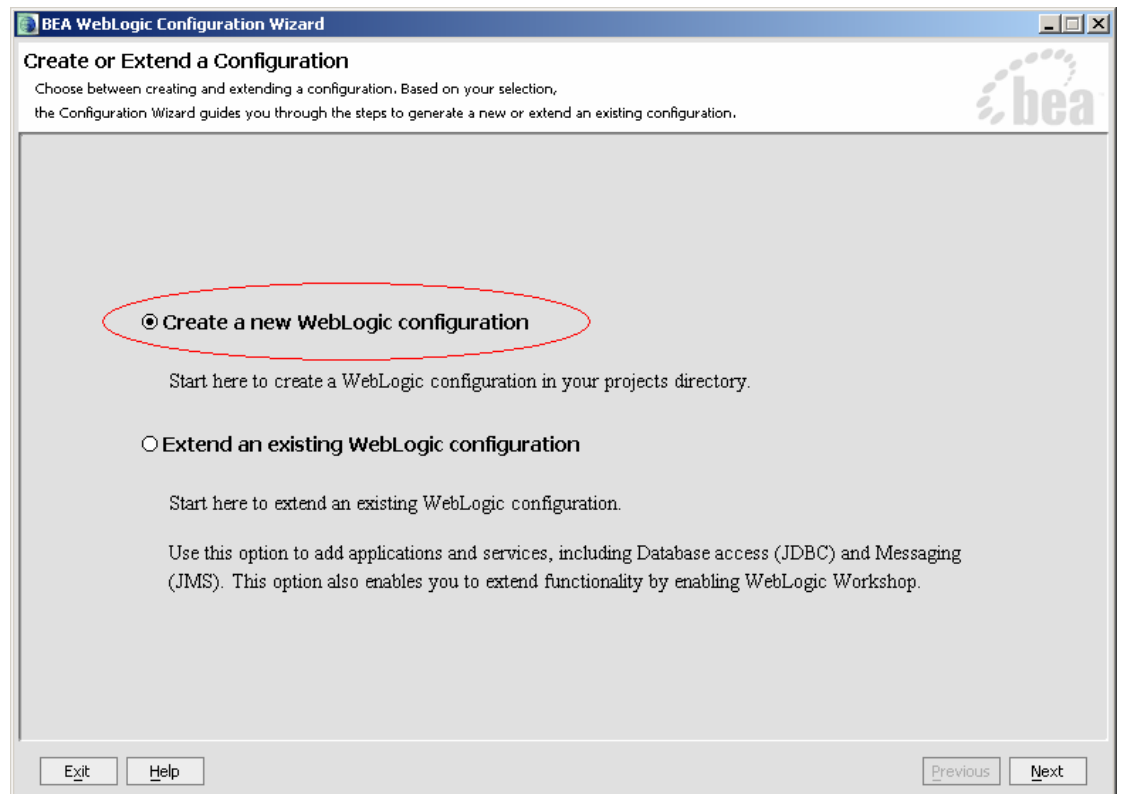 BEA WebLogic Configuration Wizard
Create or Extend a Configuration
Choose between creating and extending a configuration. Based on your selection,
the Configuration Wizard guides you through the steps to generate a new or extend an existing configuration.
bea
Create a new WebLogic configuration
Start here to create a WebLogic configuration in your projects directory.
Extend an existing WebLogic configuration
Start here to extend an existing WebLogic configuration.
Use this option to add applications and services, including Database access (JDBC) and Messaging
(JMS). This option also enables you to extend functionality by enabling WebLogic Workshop.
Exit Help Previous Next